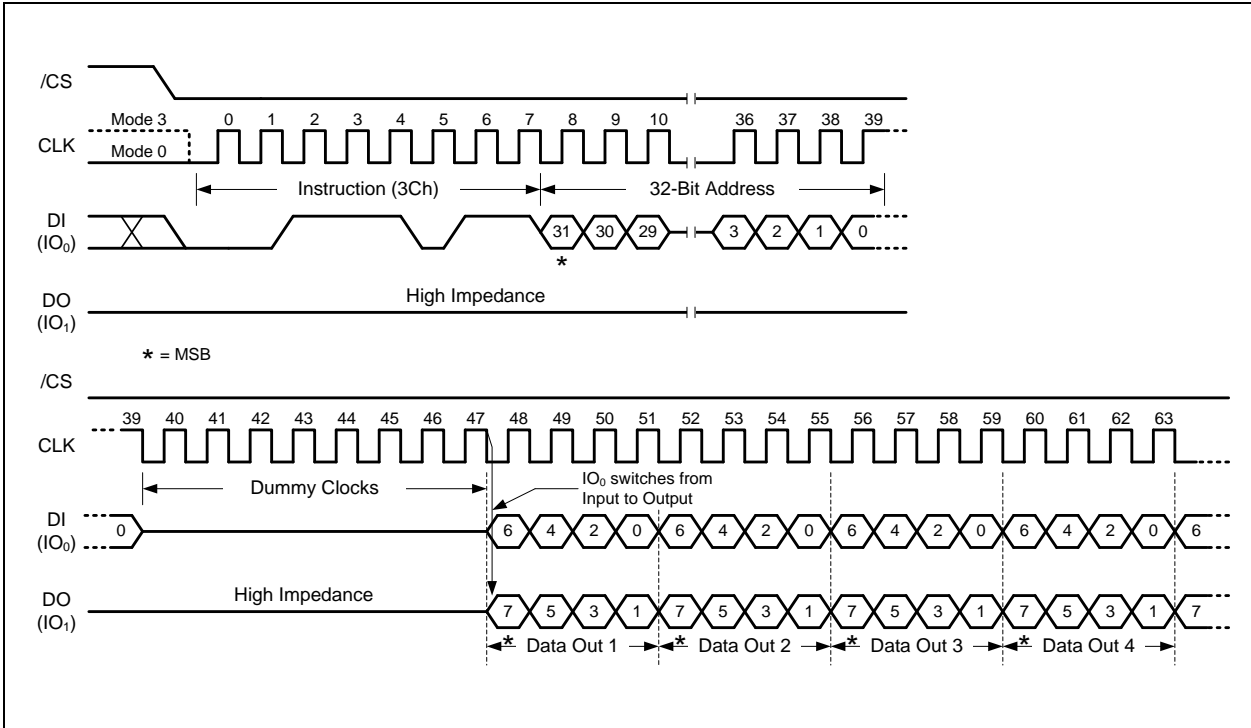 /CS
Mode 3 0 1 2 3 4 5 6 7 8 9 10 36 37 38 39
CLK
Mode 0
Instruction (3Ch) 32-Bit Address
DI
(IO₀)
31 30 29 3 2 1 0
*
High Impedance
DO
(IO₁)
* = MSB
/CS
39 40 41 42 43 44 45 46 47 48 49 50 51 52 53 54 55 56 57 58 59 60 61 62 63
CLK
Dummy Clocks
IO₀ switches from
Input to Output
DI
(IO₀)
0 6 4 2 0 6 4 2 0 6 4 2 0 6 4 2 0 6
High Impedance
DO
(IO₁)
7 5 3 1 7 5 3 1 7 5 3 1 7 5 3 1 7
* Data Out 1 * Data Out 2 * Data Out 3 * Data Out 4